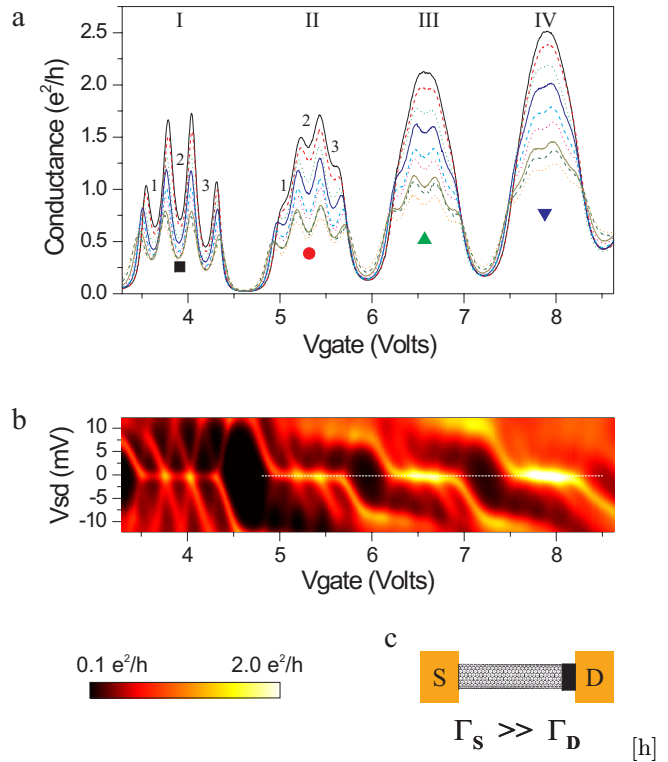 a
I II III IV
2.5
2.0
1.5
1.0
0.5
0.0
Conductance (e²/h)
1 2 3
1 2 3
4 5 6 7 8
Vgate (Volts)
b
10
5
0
-5
-10
Vsd (mV)
4 5 6 7 8
Vgate (Volts)
0.1 e²/h
2.0 e²/h
c
S D
Γ_S >> Γ_D
[h]